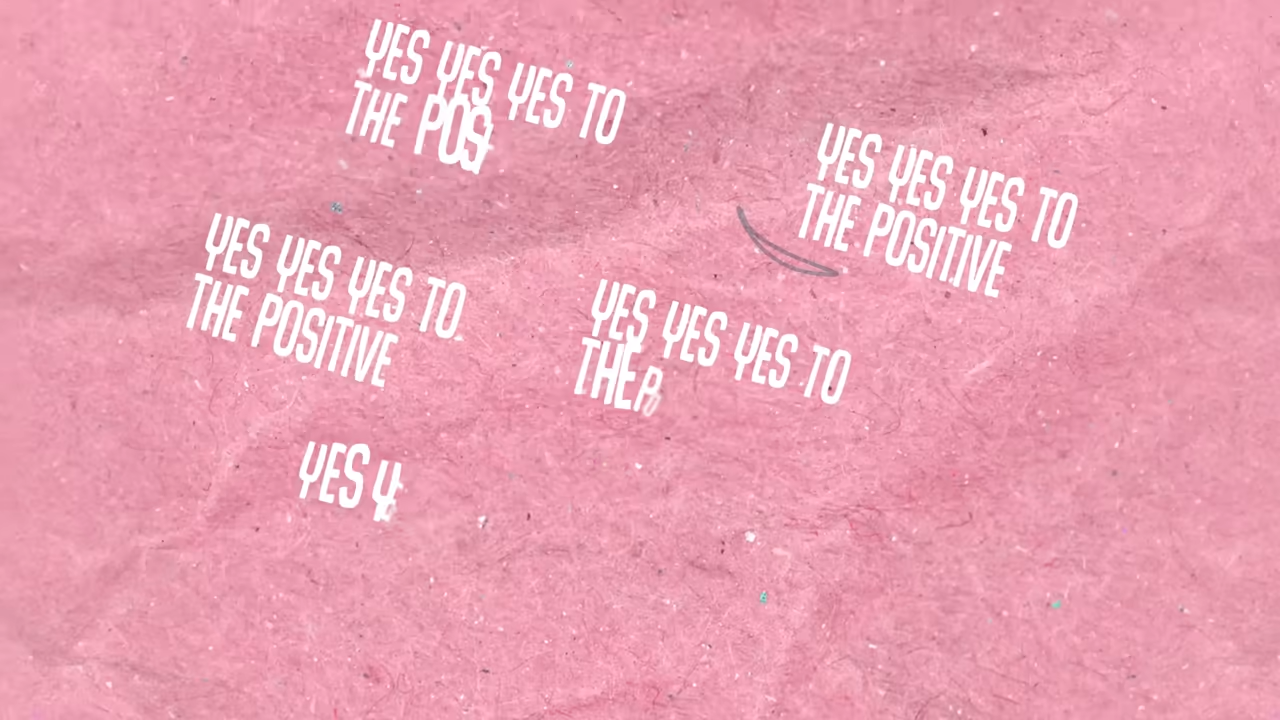 YES YES YES TO
THE POS
YES YES YES TO
THE POSITIVE
YES YES YES TO
THE POSITIVE
YES YES YES TO
THE
YES